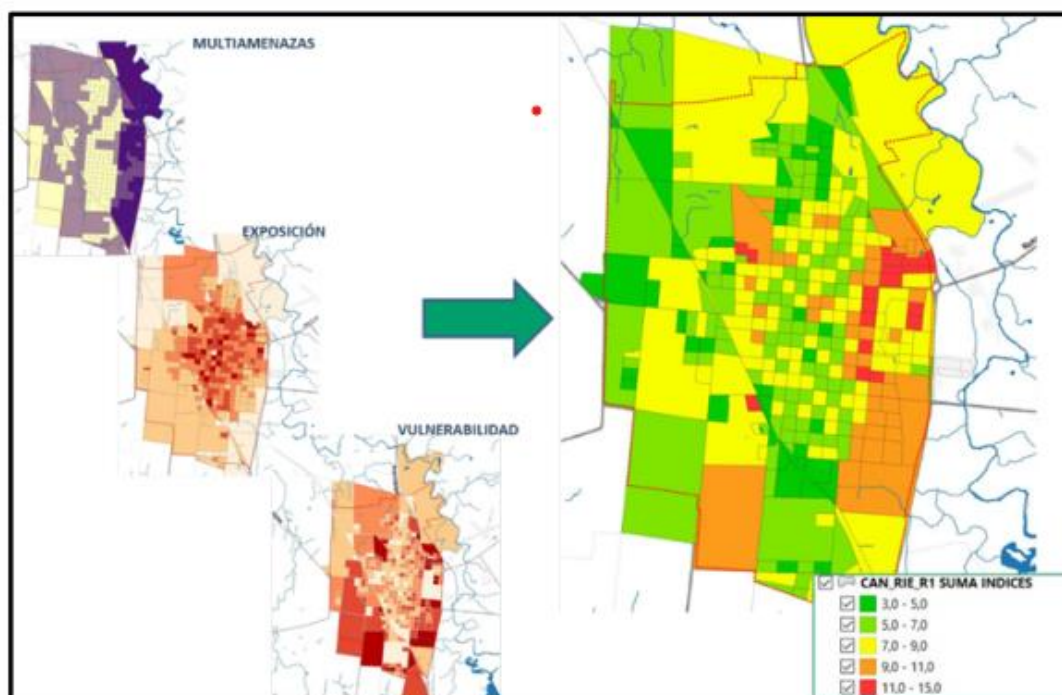 MULTIAMENAZAS
EXPOSICIÓN
VULNERABILIDAD
CAN_RIE_R1 SUMA INDICES
3,0 - 5,0
5,0 - 7,0
7,0 - 9,0
9,0 - 11,0
11,0 - 15,0